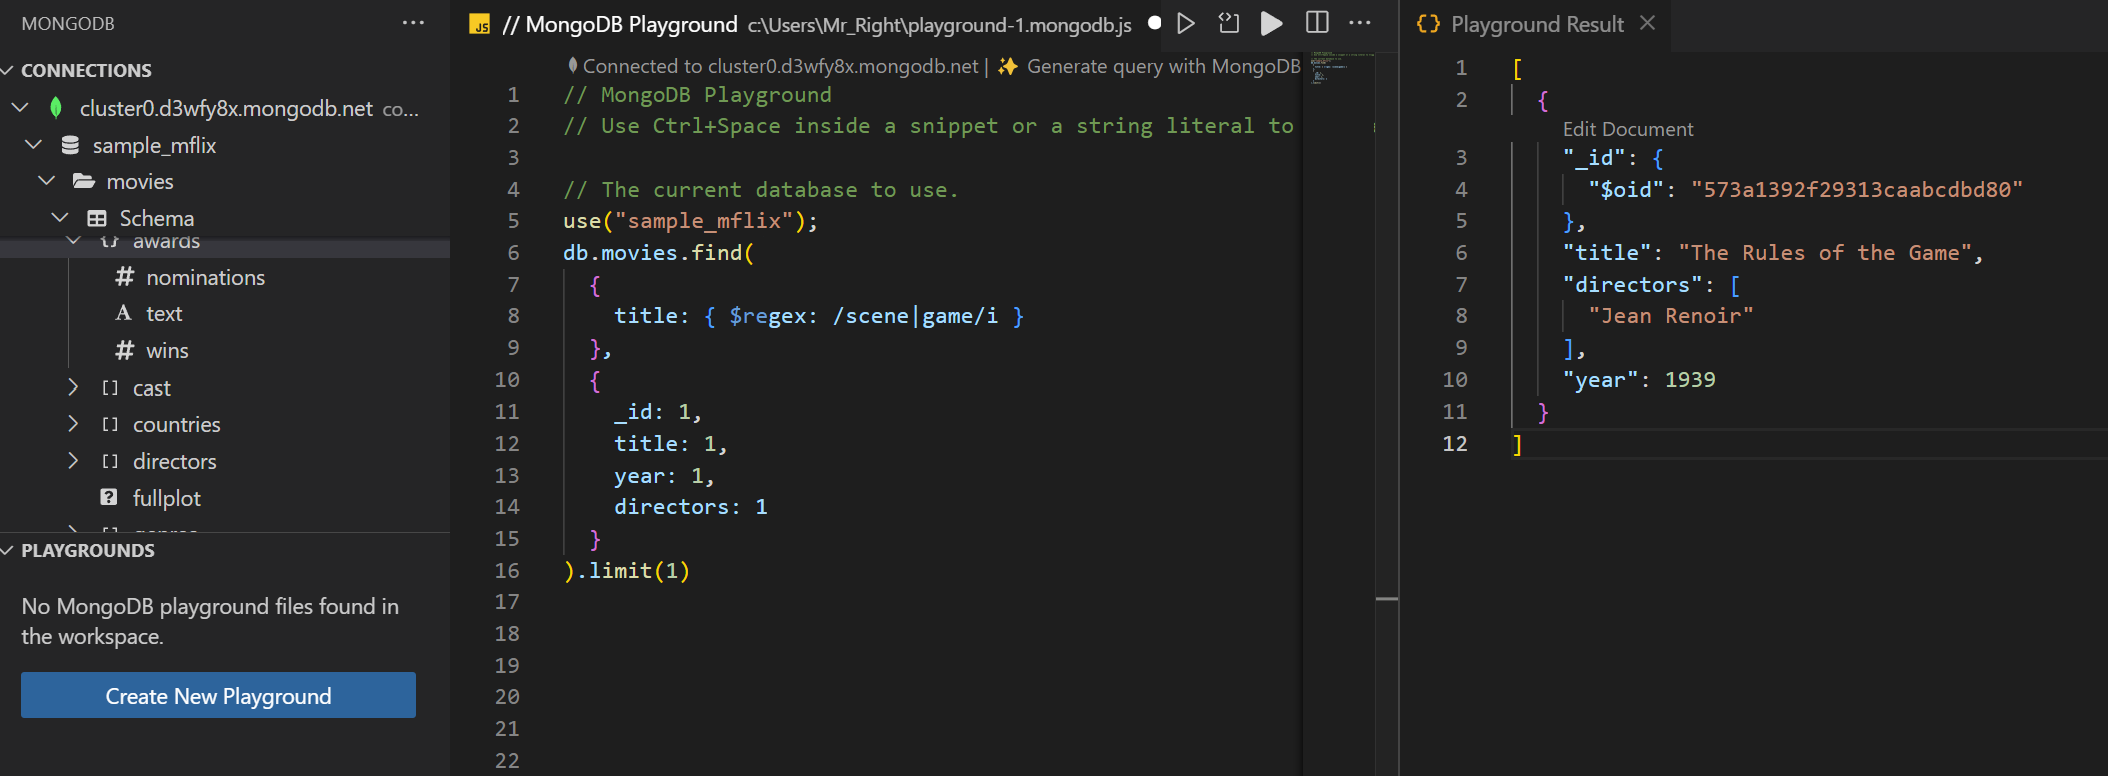 MONGODB
CONNECTIONS
cluster0.d3wfy8x.mongodb.net co...
sample_mflix
movies
Schema
awards
# nominations
A text
# wins
[] cast
[] countries
[] directors
fullplot
PLAYGROUNDS
No MongoDB playground files found in
the workspace.
Create New Playground
JS // MongoDB Playground c:\Users\Mr_Right\playground-1.mongodb.js
Connected to cluster0.d3wfy8x.mongodb.net | ✨ Generate query with MongoDB
1 // MongoDB Playground
2 // Use Ctrl+Space inside a snippet or a string literal to
3
4 // The current database to use.
5 use("sample_mflix");
6 db.movies.find(
7 {
8 title: { $regex: /scene|game/i }
9 },
10 {
11 _id: 1,
12 title: 1,
13 year: 1,
14 directors: 1
15 }
16 ).limit(1)
17
18
19
20
21
22
{} Playground Result
1 [
2 {
Edit Document
3 "_id": {
4 "$oid": "573a1392f29313caabcdbd80"
5 },
6 "title": "The Rules of the Game",
7 "directors": [
8 "Jean Renoir"
9 ],
10 "year": 1939
11 }
12 ]